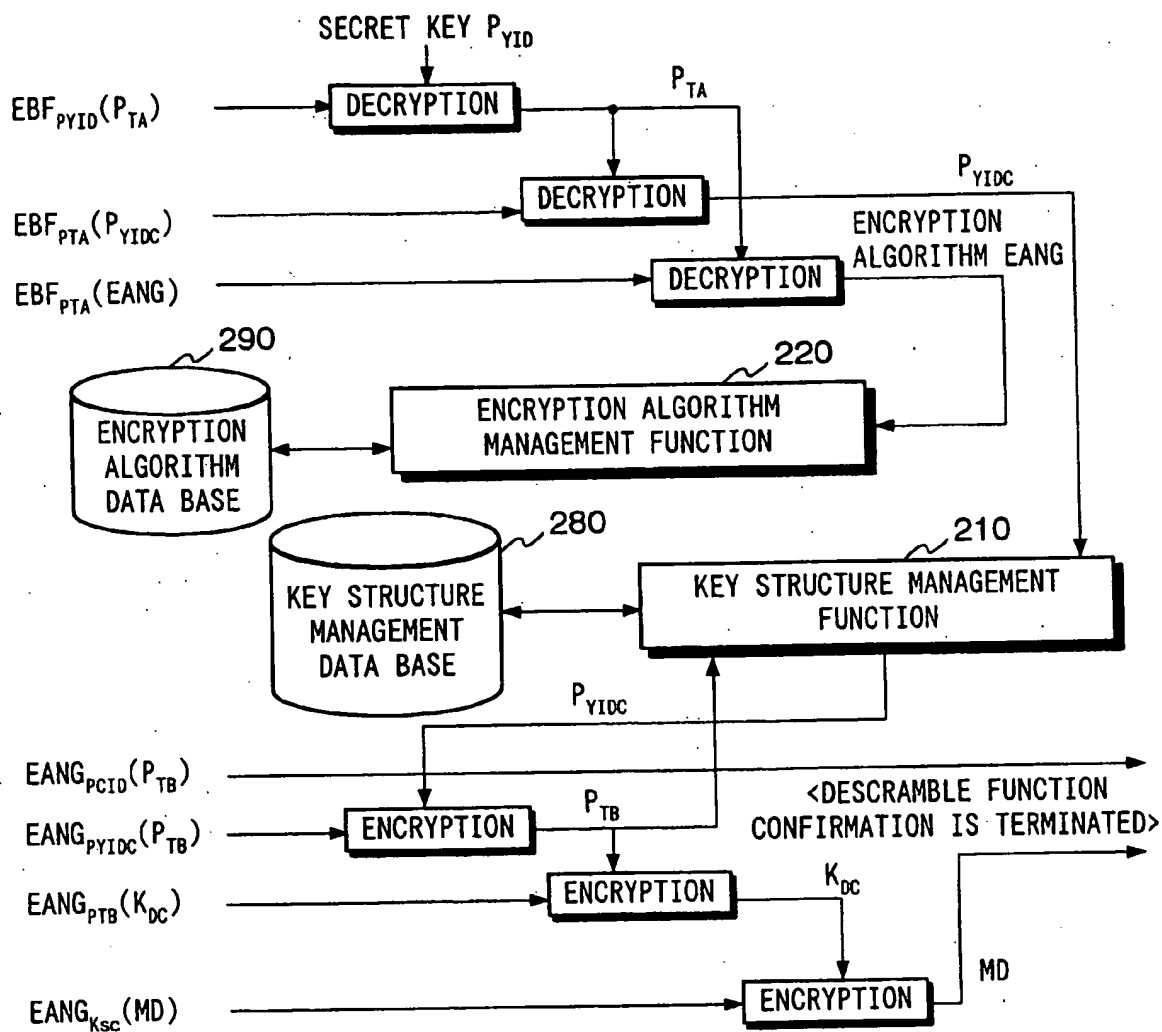 SECRET KEY P_YID
EBF_PYID(P_TA)
DECRYPTION
P_TA
DECRYPTION
P_YIDC
EBF_PTA(P_YIDC)
ENCRYPTION
ALGORITHM EANG
EBF_PTA(EANG)
DECRYPTION
290
220
ENCRYPTION
ALGORITHM
DATA BASE
ENCRYPTION ALGORITHM
MANAGEMENT FUNCTION
280
210
KEY STRUCTURE
MANAGEMENT
DATA BASE
KEY STRUCTURE MANAGEMENT
FUNCTION
P_YIDC
EANG_PCID(P_TB)
<DESCRAMBLE FUNCTION
CONFIRMATION IS TERMINATED>
EANG_PYIDC(P_TB)
ENCRYPTION
P_TB
EANG_PTB(K_DC)
ENCRYPTION
K_DC
EANG_Ksc(MD)
ENCRYPTION
MD